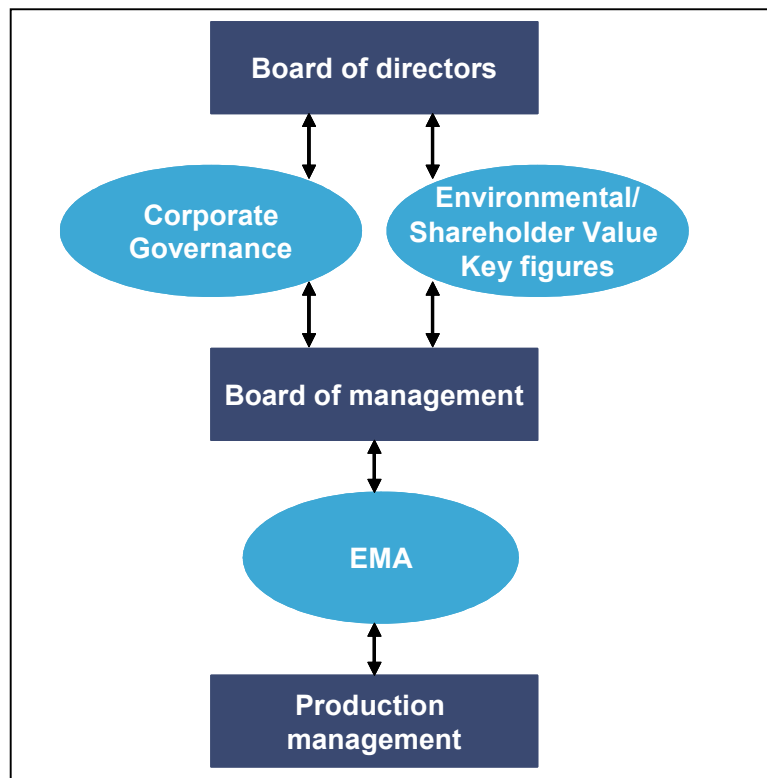 Board of directors
Corporate
Governance
Environmental/
Shareholder Value
Key figures
Board of management
EMA
Production
management